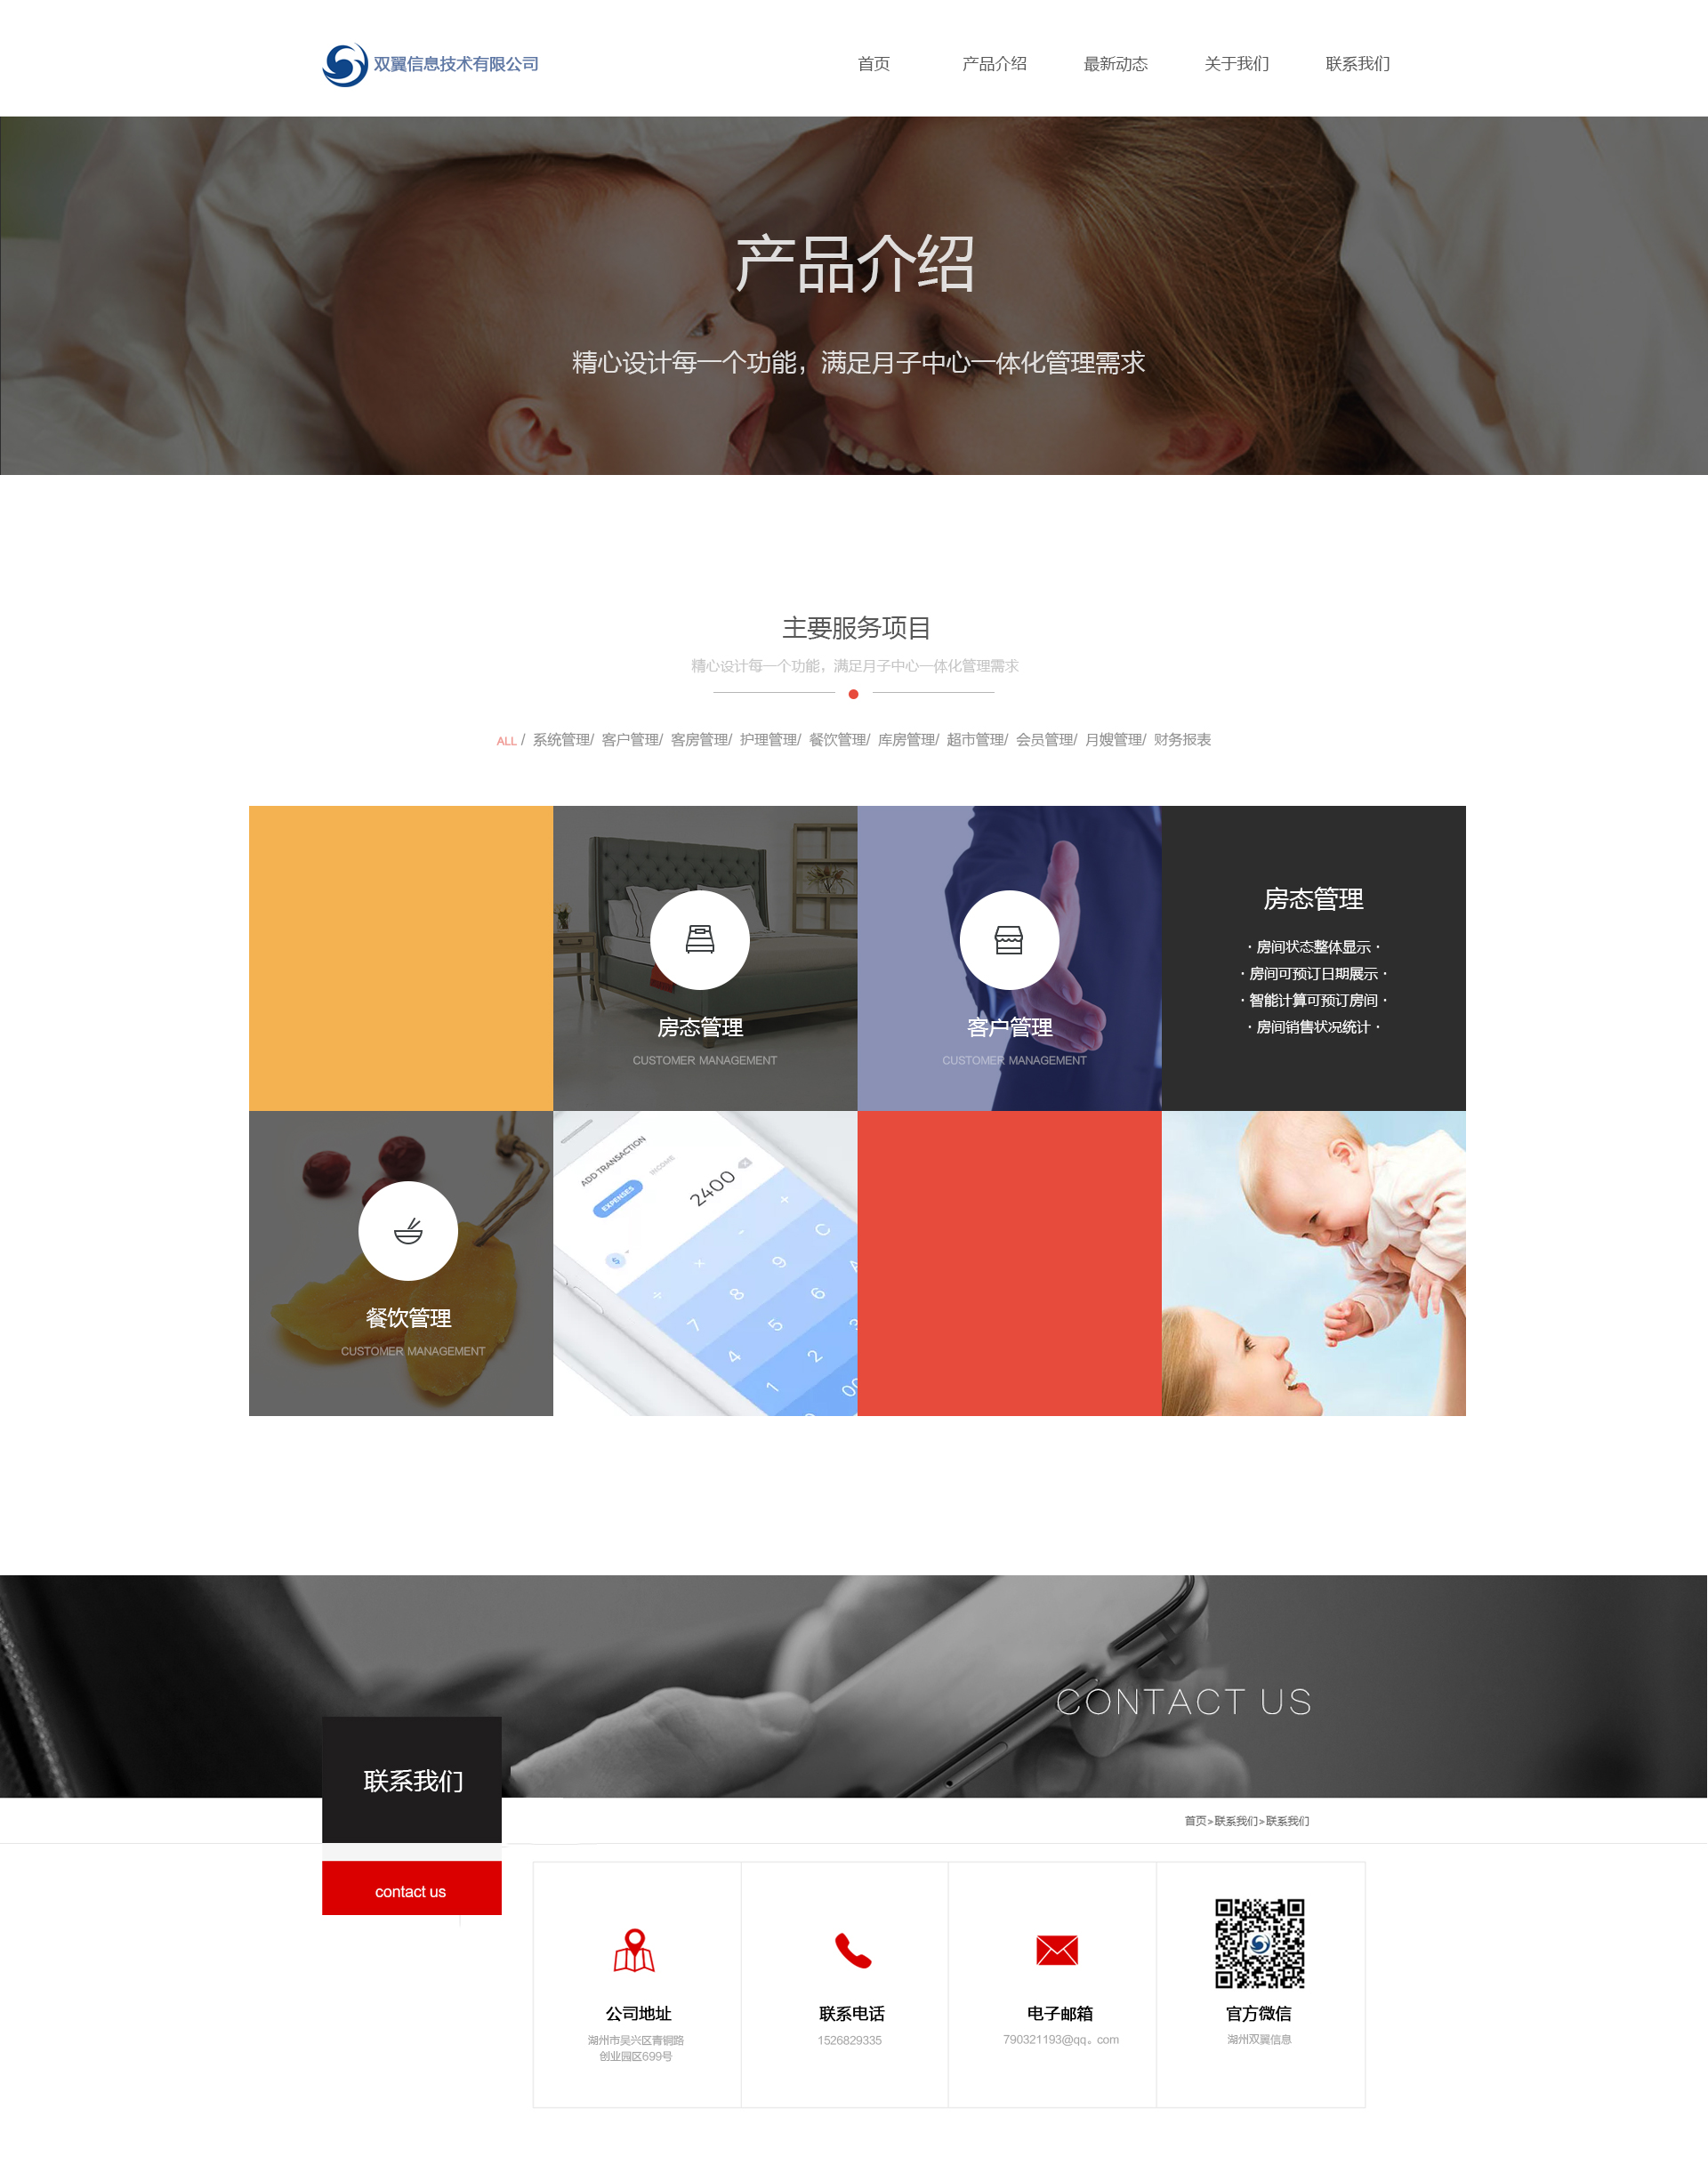 双翼信息技术有限公司
首页 产品介绍 最新动态 关于我们 联系我们
产品介绍
精心设计每一个功能，满足月子中心一体化管理需求
主要服务项目
精心设计每一个功能，满足月子中心一体化管理需求
ALL / 系统管理/ 客户管理/ 客房管理/ 护理管理/ 餐饮管理/ 库房管理/ 超市管理/ 会员管理/ 月嫂管理/ 财务报表
房态管理
CUSTOMER MANAGEMENT
客户管理
CUSTOMER MANAGEMENT
房态管理
· 房间状态整体显示 ·
· 房间可预订日期展示 ·
· 智能计算可预订房间 ·
· 房间销售状况统计 ·
餐饮管理
CUSTOMER MANAGEMENT
ADD TRANSACTION
EXPENSES
INCOME
2400
+ - C
× ÷ 9
8 6
7 5 3
4 2
1 00
CONTACT US
联系我们
首页>联系我们>联系我们
contact us
公司地址
湖州市吴兴区青铜路
创业园区699号
联系电话
1526829335
电子邮箱
790321193@qq。com
官方微信
湖州双翼信息